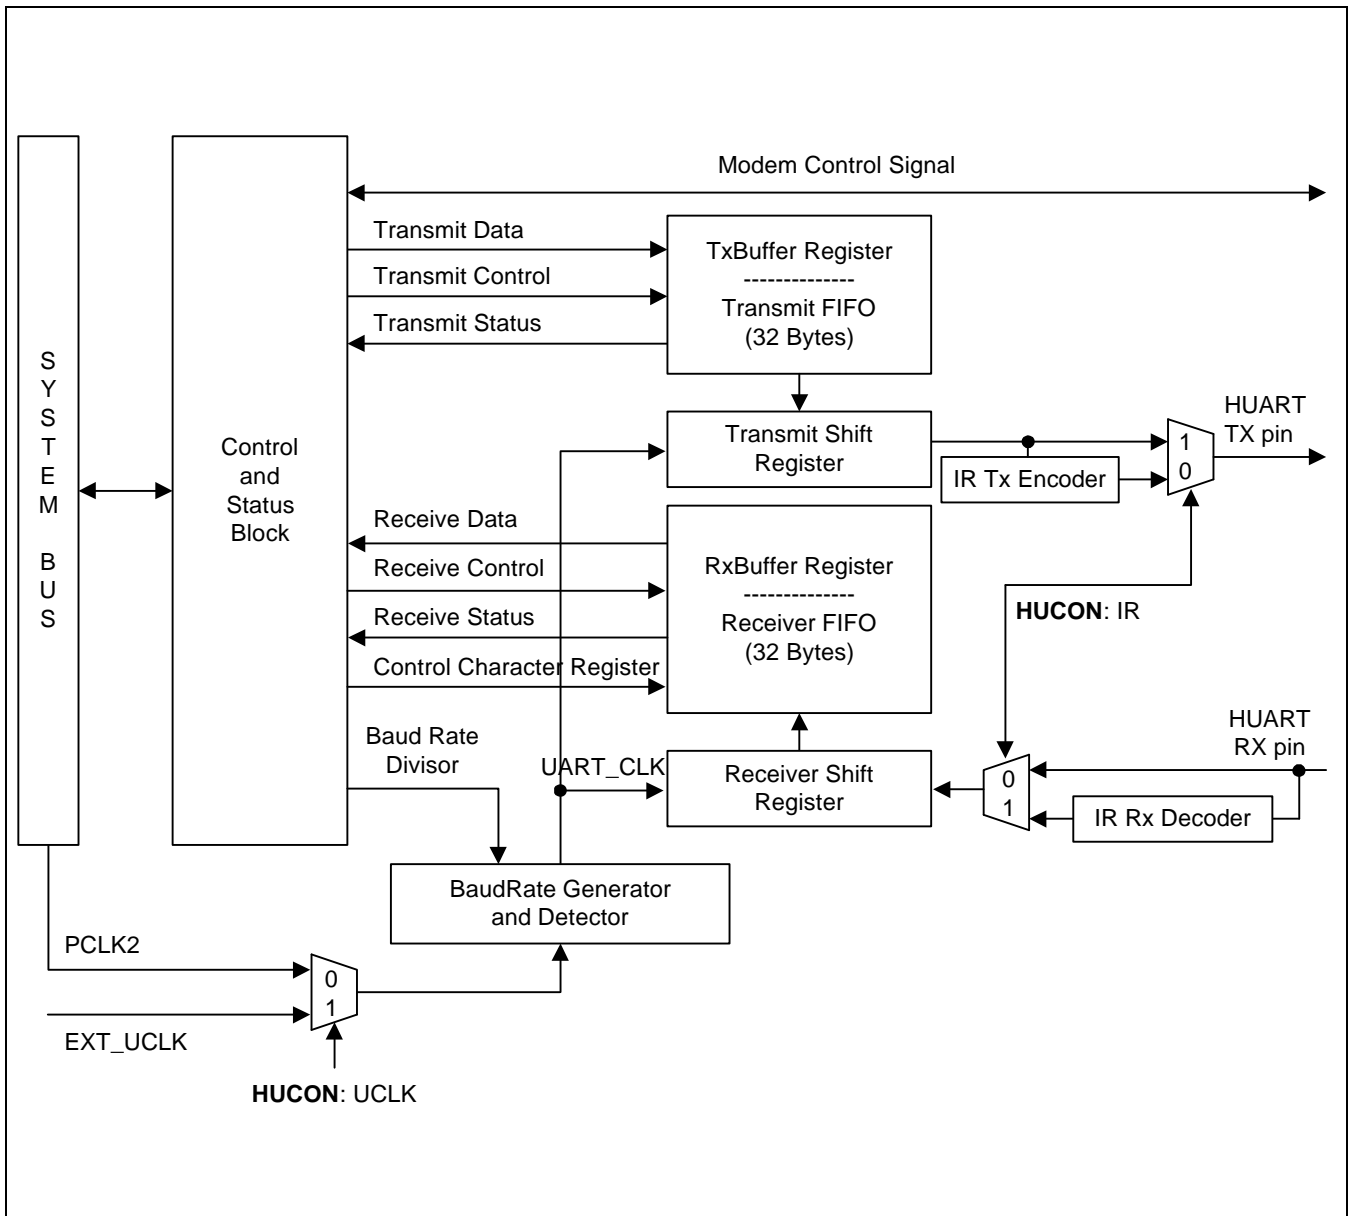 Modem Control Signal
Transmit Data
Transmit Control
Transmit Status
TxBuffer Register
--------------
Transmit FIFO
(32 Bytes)
SYSTEM BUS
Control
and
Status
Block
Transmit Shift
Register
IR Tx Encoder
1
0
HUART
TX pin
Receive Data
Receive Control
Receive Status
Control Character Register
RxBuffer Register
--------------
Receiver FIFO
(32 Bytes)
HUCON: IR
Baud Rate
Divisor
UART_CLK
Receiver Shift
Register
0
1
HUART
RX pin
IR Rx Decoder
BaudRate Generator
and Detector
PCLK2
0
1
EXT_UCLK
HUCON: UCLK